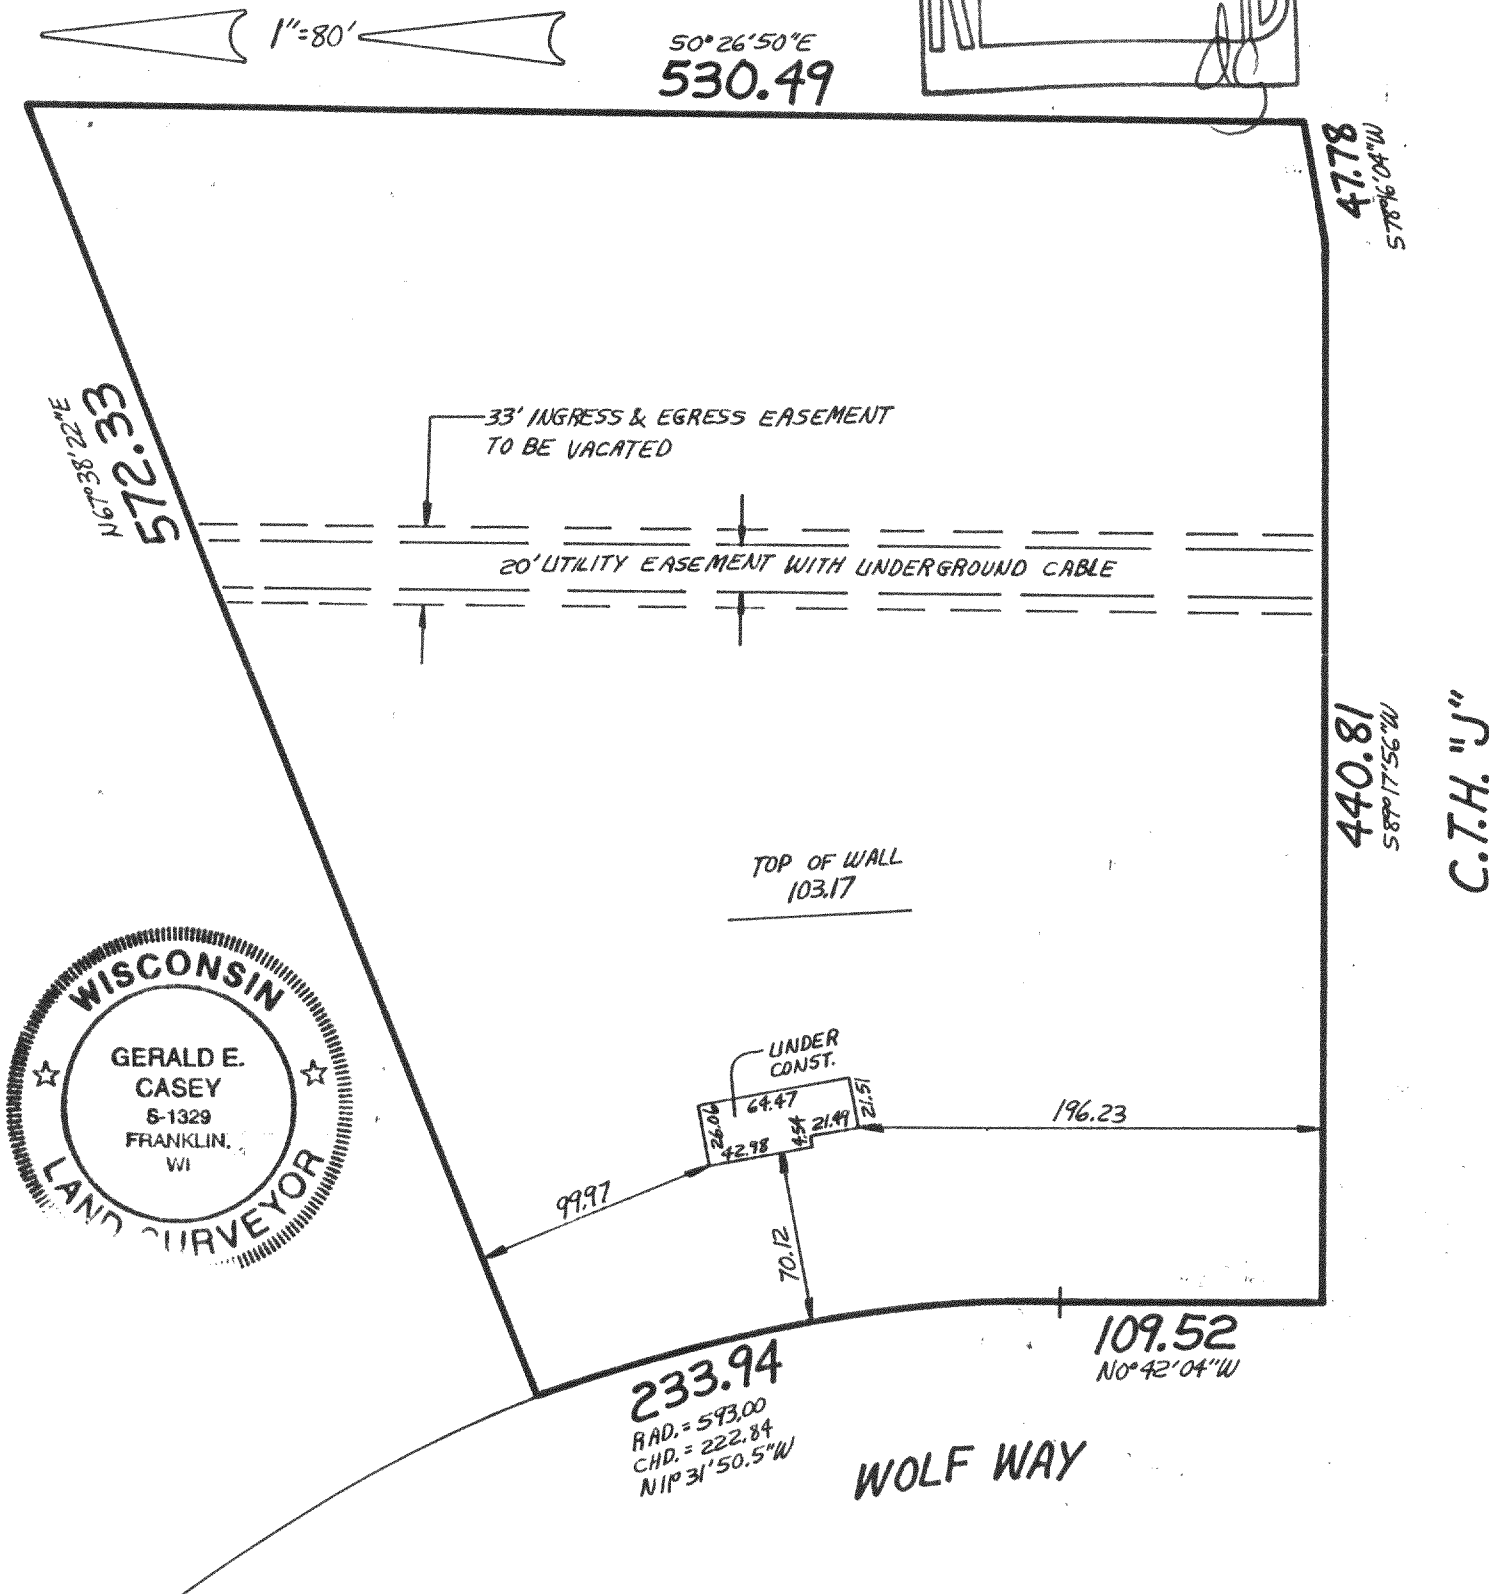 1"=80'
S0°26'50"E
530.49
47.78
S78°16'04"W
N67°38'22"E
572.33
33' INGRESS & EGRESS EASEMENT
TO BE VACATED
20' UTILITY EASEMENT WITH UNDERGROUND CABLE
440.81
S89°17'56"W
C.T.H. "J"
TOP OF WALL
103.17
UNDER
CONST.
64.47
26.06
42.98
4.54
21.49
21.51
196.23
99.97
70.12
WISCONSIN
GERALD E.
CASEY
S-1329
FRANKLIN,
WI
LAND SURVEYOR
109.52
N0°42'04"W
233.94
RAD.= 593.00
CHD.= 222.84
N11°31'50.5"W
WOLF WAY